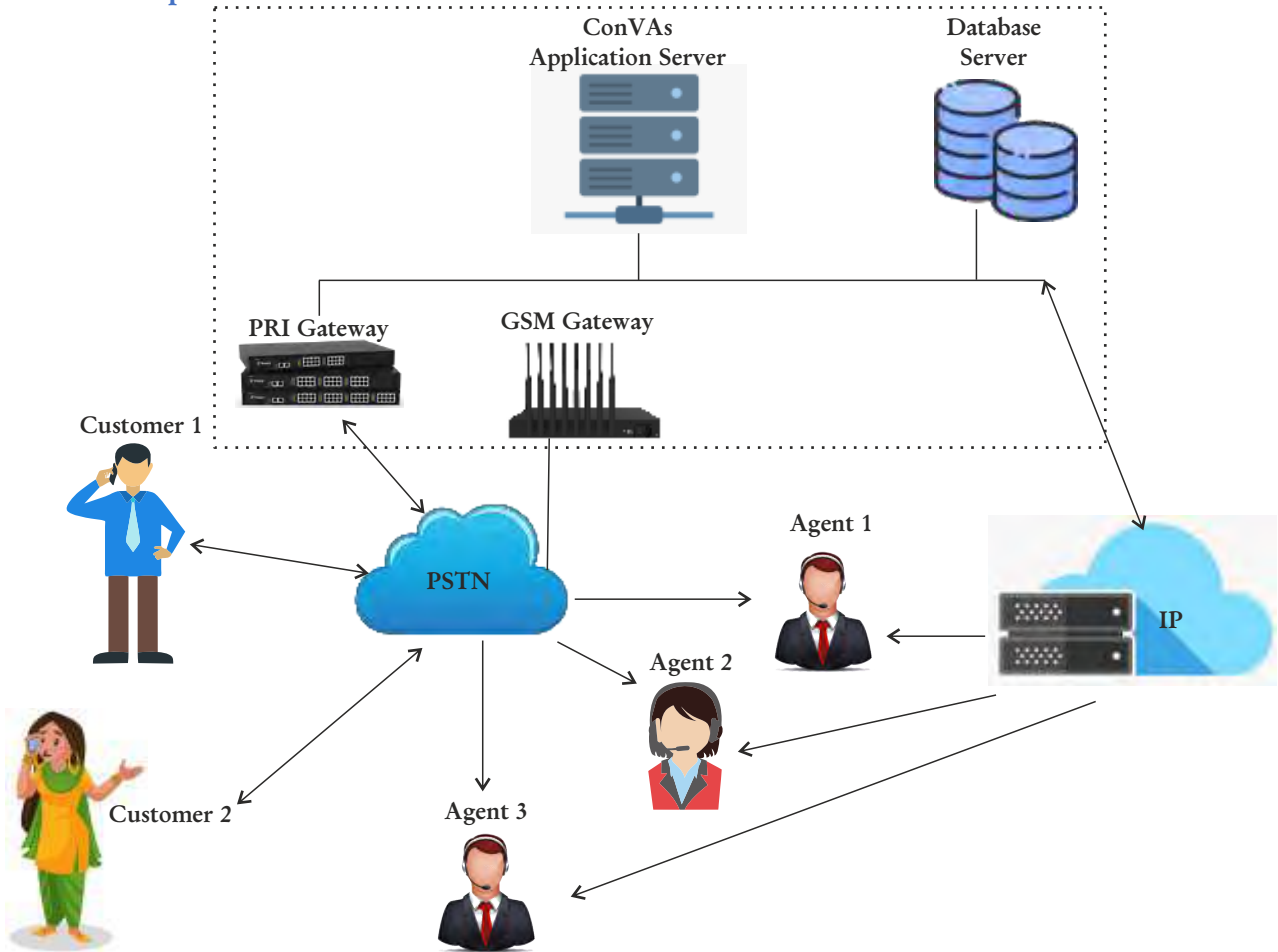 ConVAs
Application Server
Database
Server
PRI Gateway
GSM Gateway
Customer 1
PSTN
Agent 1
IP
Agent 2
Customer 2
Agent 3